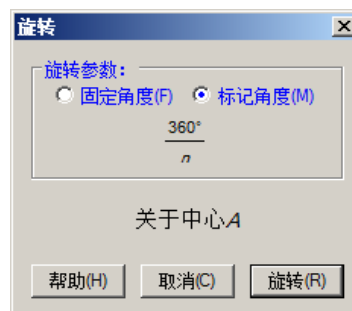 旋转
旋转参数：
固定角度(F) 标记角度(M)
360°
n
关于中心A
帮助(H) 取消(C) 旋转(R)